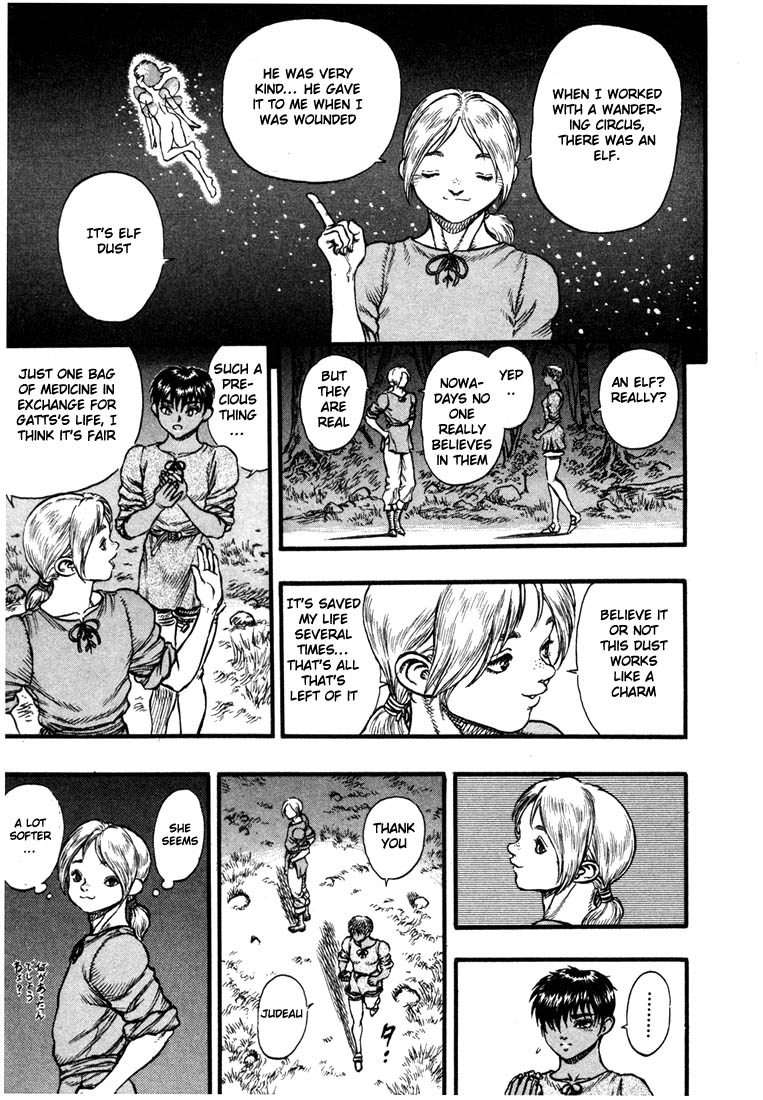 WHEN I WORKED
WITH A WANDER-
ING CIRCUS,
THERE WAS AN
ELF.
HE WAS VERY
KIND... HE GAVE
IT TO ME WHEN I
WAS WOUNDED
IT'S ELF
DUST
AN ELF?
REALLY?
YEP
..
NOWA-
DAYS NO
ONE
REALLY
BELIEVES
IN THEM
BUT
THEY
ARE
REAL
SUCH A
PRE-
CIOUS
THING
...
JUST ONE BAG
OF MEDICINE IN
EXCHANGE FOR
GATTS'S LIFE, I
THINK IT'S FAIR
BELIEVE IT
OR NOT
THIS DUST
WORKS
LIKE A
CHARM
IT'S SAVED
MY LIFE
SEVERAL
TIMES...
THAT'S ALL
THAT'S
LEFT OF IT
........
THANK
YOU
JUDEAU
SHE
SEEMS
A LOT
SOFTER
...